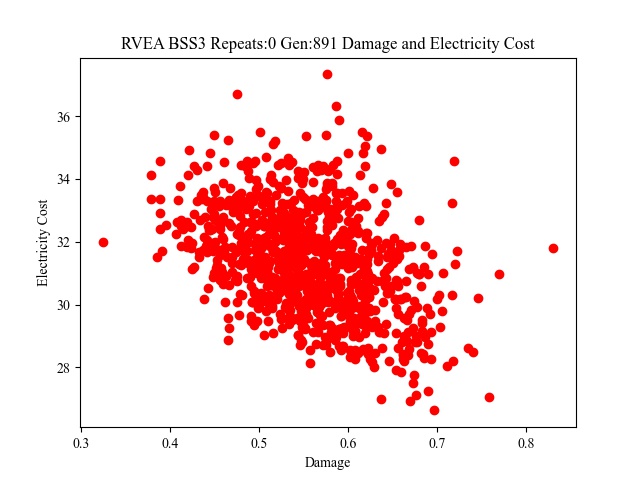 RVEA BSS3 Repeats:0 Gen:891 Damage and Electricity Cost
36
34
32
30
28
Electricity Cost
0.3 0.4 0.5 0.6 0.7 0.8
Damage